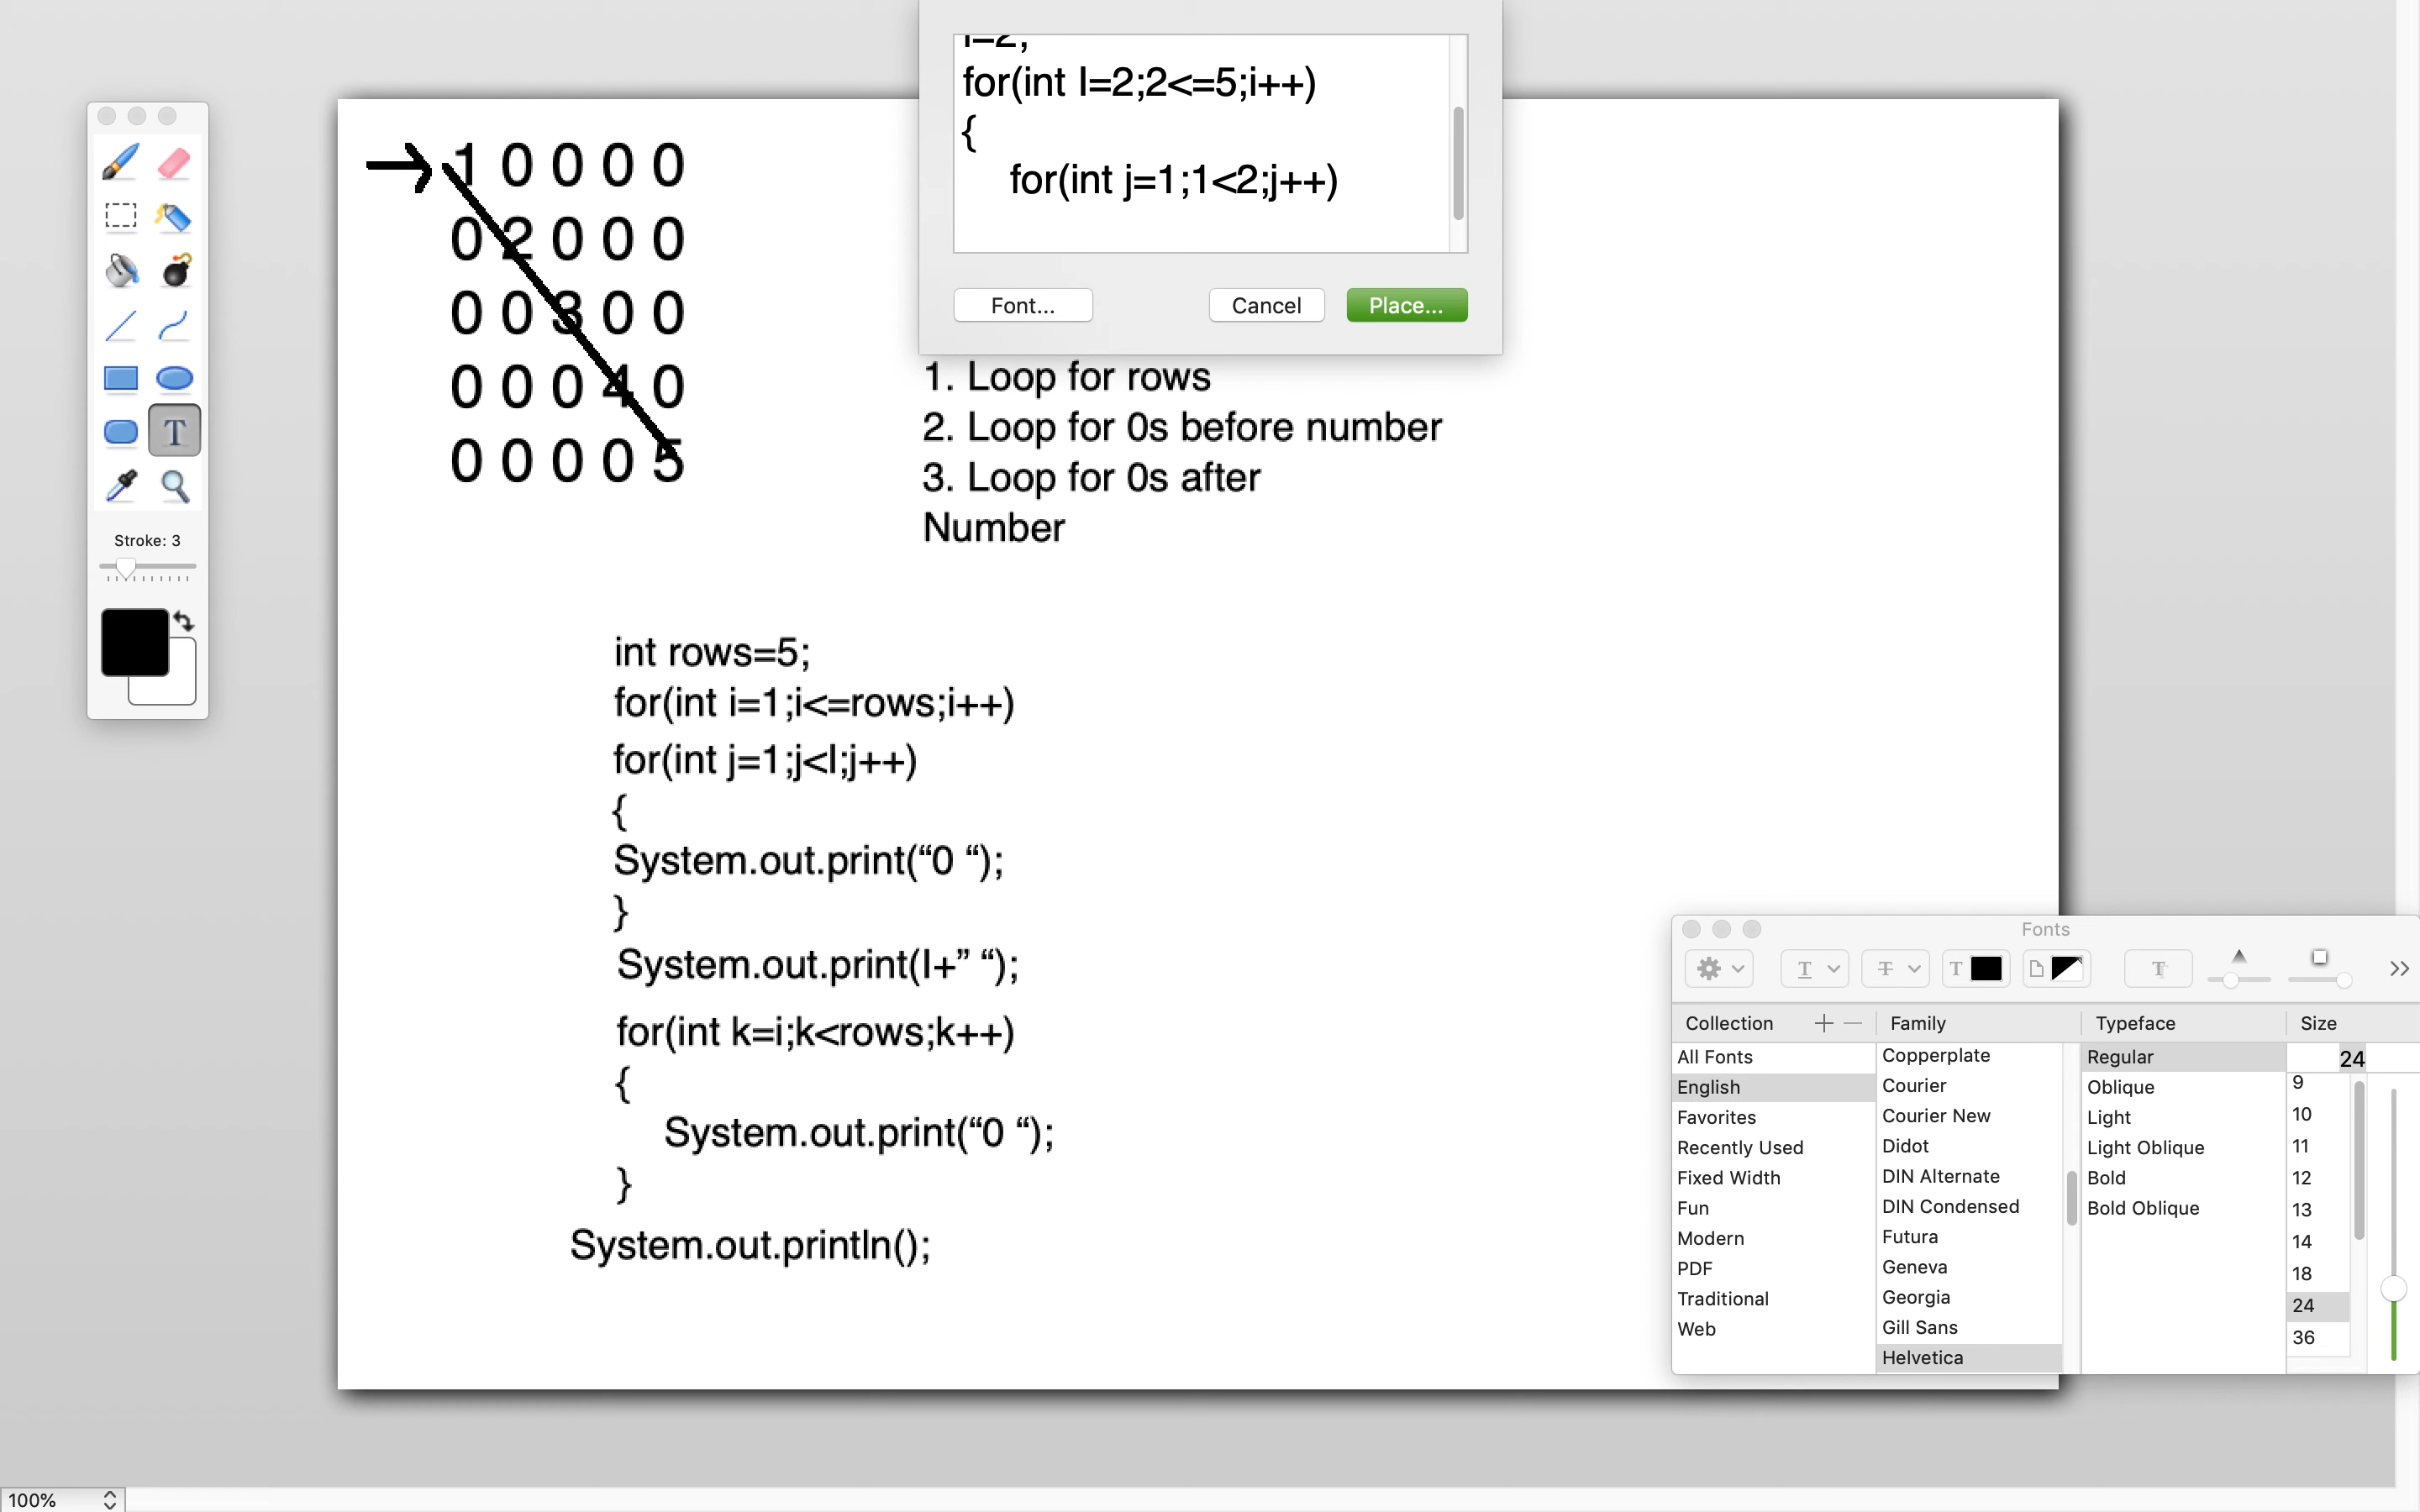 for(int I=2;2<=5;i++)
{
for(int j=1;1<2;j++)
Font...
Cancel
Place...
1 0 0 0 0
0 2 0 0 0
0 0 3 0 0
0 0 0 4 0
0 0 0 0 5
1. Loop for rows
2. Loop for 0s before number
3. Loop for 0s after
Number
T
Stroke: 3
int rows=5;
for(int i=1;i<=rows;i++)
for(int j=1;j<I;j++)
{
System.out.print(“0 “);
}
System.out.print(I+” “);
for(int k=i;k<rows;k++)
{
System.out.print(“0 “);
}
System.out.println();
Fonts
T T T T
Collection Family Typeface Size
All Fonts
English
Favorites
Recently Used
Fixed Width
Fun
Modern
PDF
Traditional
Web
Copperplate
Courier
Courier New
Didot
DIN Alternate
DIN Condensed
Futura
Geneva
Georgia
Gill Sans
Helvetica
Regular
Oblique
Light
Light Oblique
Bold
Bold Oblique
24
9
10
11
12
13
14
18
24
36
100%